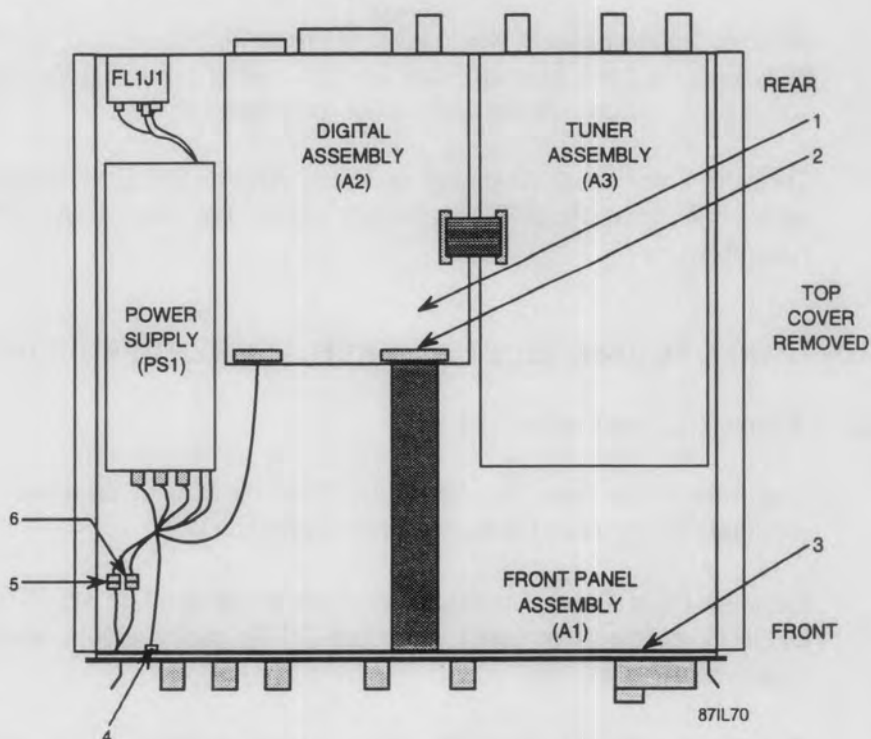 FL1J1
REAR
1
DIGITAL
ASSEMBLY
(A2)
TUNER
ASSEMBLY
(A3)
2
TOP
COVER
REMOVED
POWER
SUPPLY
(PS1)
6
5
3
FRONT PANEL
ASSEMBLY
(A1)
FRONT
87IL70
4